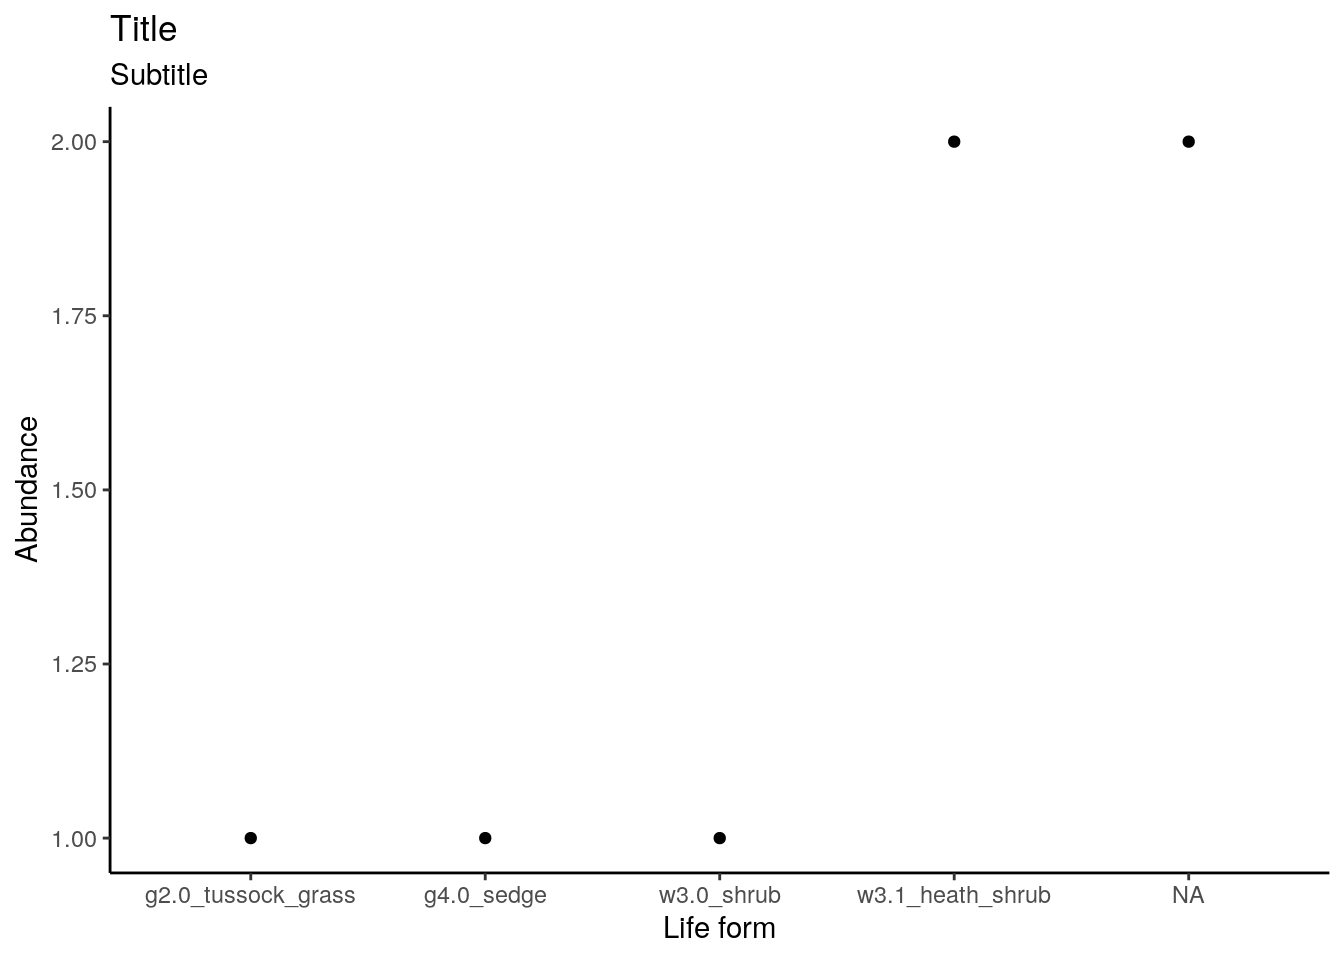 Title
Subtitle
2.00
1.75
1.50
1.25
1.00
Abundance
g2.0_tussock_grass g4.0_sedge w3.0_shrub w3.1_heath_shrub NA
Life form